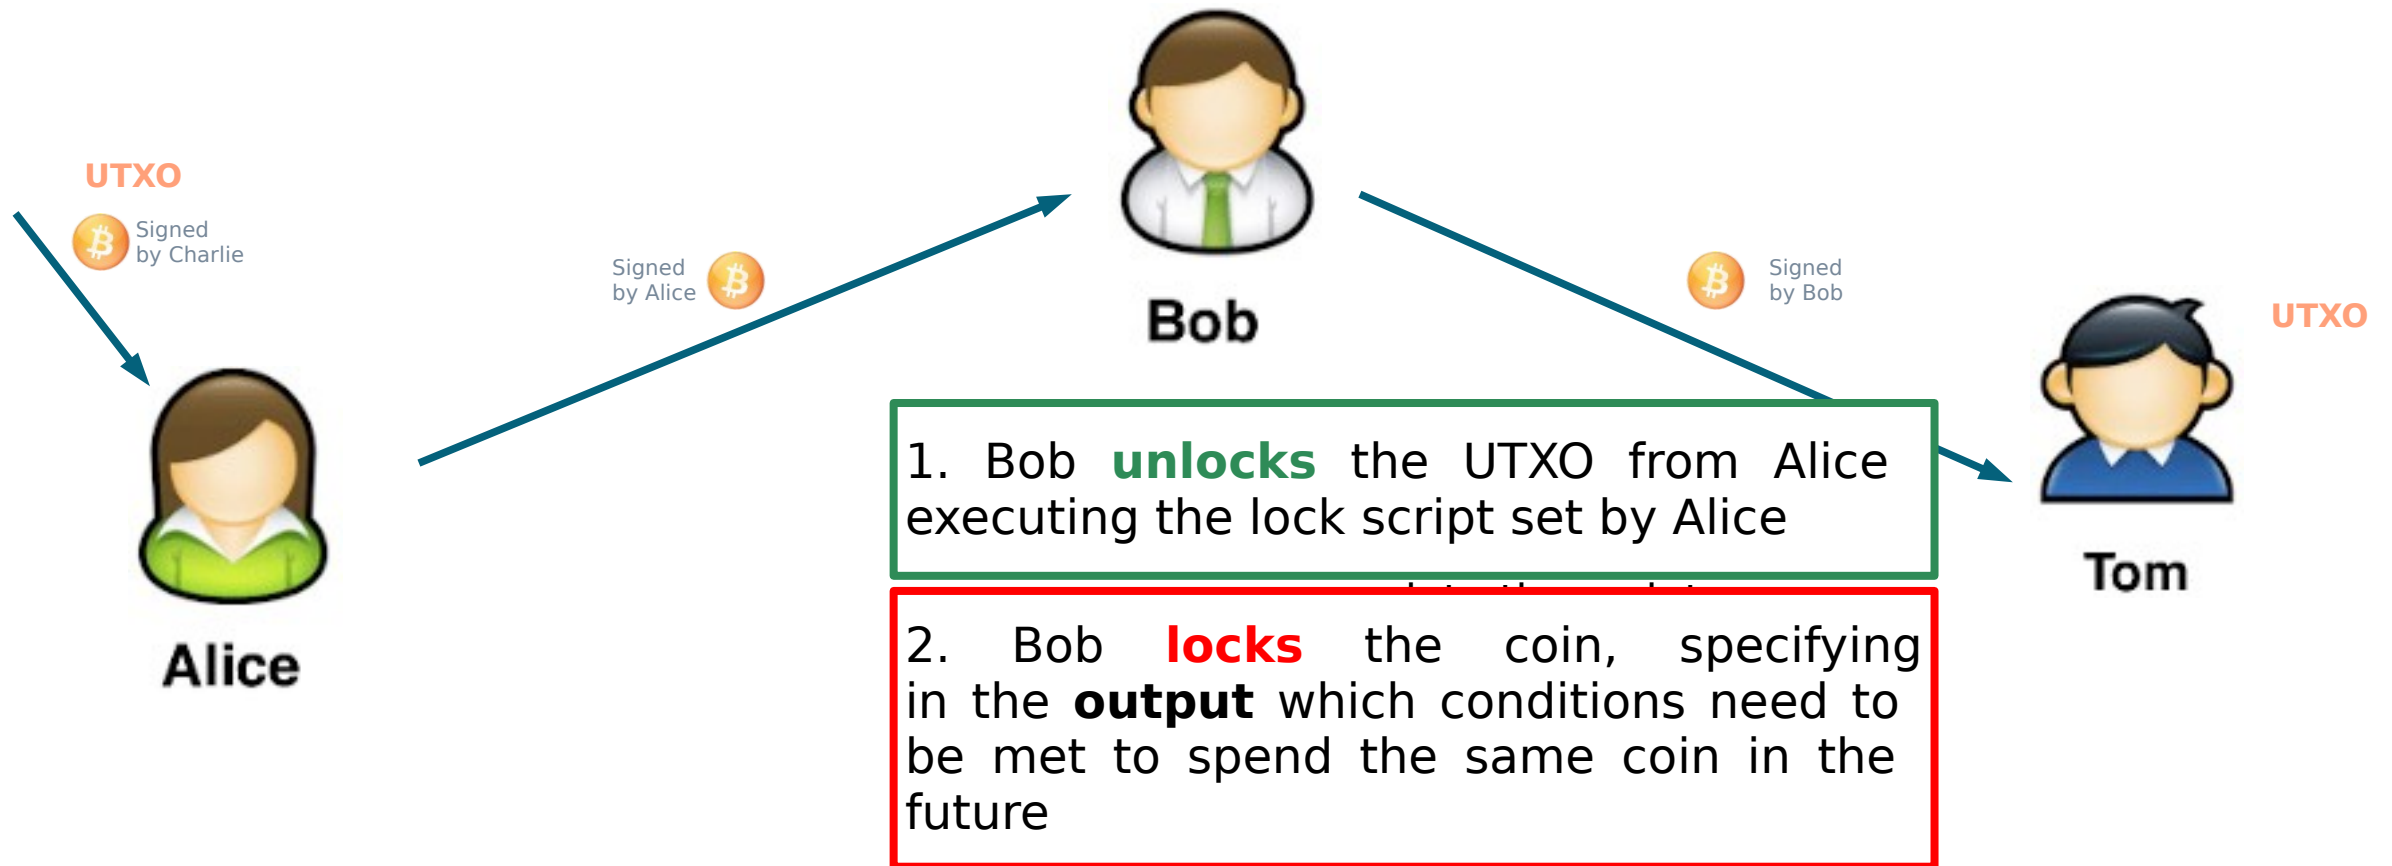 UTXO
Signed
by Charlie
Signed
by Alice
Bob
Signed
by Bob
UTXO
1. Bob unlocks the UTXO from Alice
executing the lock script set by Alice
Tom
2. Bob locks the coin, specifying
in the output which conditions need to
be met to spend the same coin in the
future
Alice